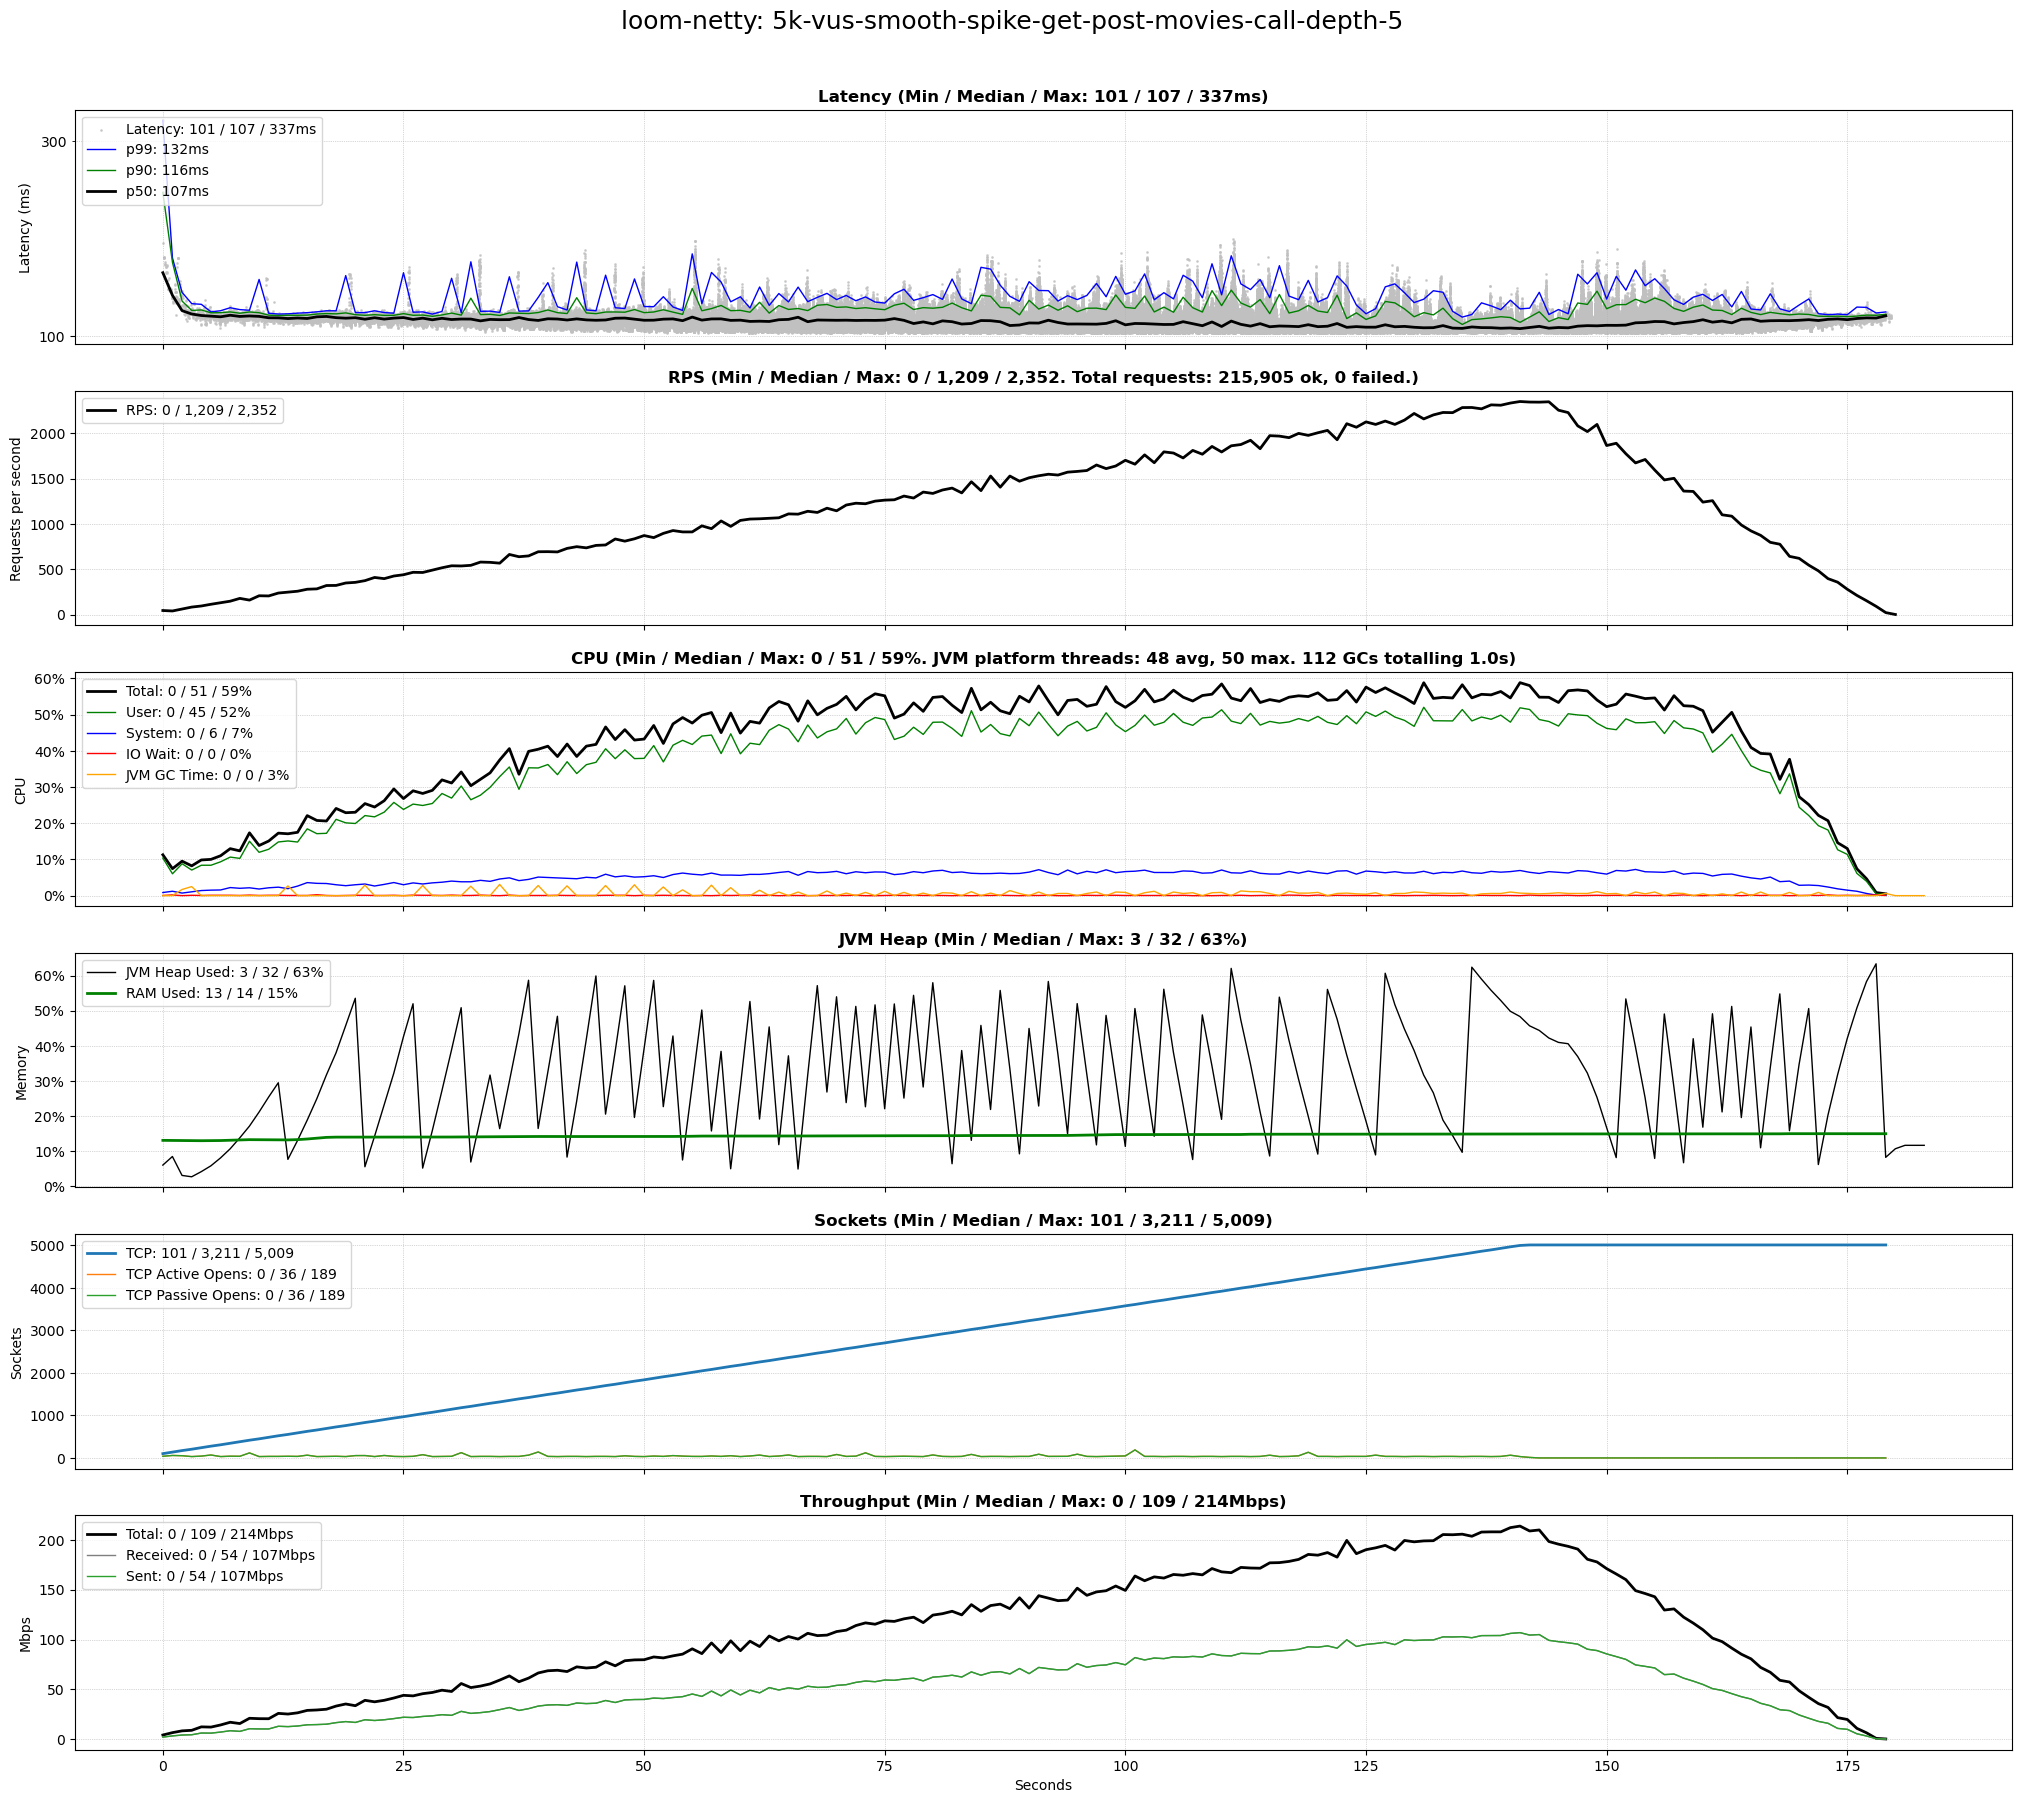 loom-netty: 5k-vus-smooth-spike-get-post-movies-call-depth-5
Latency (Min / Median / Max: 101 / 107 / 337ms)
Latency: 101 / 107 / 337ms
p99: 132ms
p90: 116ms
p50: 107ms
300
100
Latency (ms)
RPS (Min / Median / Max: 0 / 1,209 / 2,352. Total requests: 215,905 ok, 0 failed.)
RPS: 0 / 1,209 / 2,352
2000
1500
1000
500
0
Requests per second
CPU (Min / Median / Max: 0 / 51 / 59%. JVM platform threads: 48 avg, 50 max. 112 GCs totalling 1.0s)
Total: 0 / 51 / 59%
User: 0 / 45 / 52%
System: 0 / 6 / 7%
IO Wait: 0 / 0 / 0%
JVM GC Time: 0 / 0 / 3%
60%
50%
40%
30%
20%
10%
0%
CPU
JVM Heap (Min / Median / Max: 3 / 32 / 63%)
JVM Heap Used: 3 / 32 / 63%
RAM Used: 13 / 14 / 15%
60%
50%
40%
30%
20%
10%
0%
Memory
Sockets (Min / Median / Max: 101 / 3,211 / 5,009)
TCP: 101 / 3,211 / 5,009
TCP Active Opens: 0 / 36 / 189
TCP Passive Opens: 0 / 36 / 189
5000
4000
3000
2000
1000
0
Sockets
Throughput (Min / Median / Max: 0 / 109 / 214Mbps)
Total: 0 / 109 / 214Mbps
Received: 0 / 54 / 107Mbps
Sent: 0 / 54 / 107Mbps
200
150
100
50
0
Mbps
0 25 50 75 100 125 150 175
Seconds